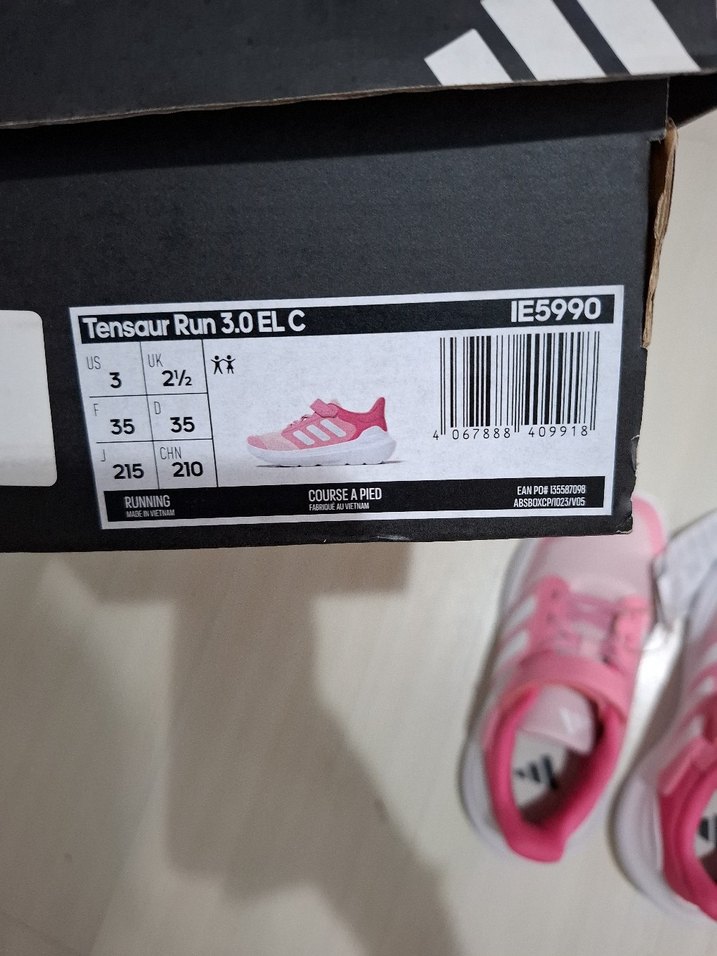 Tensaur Run 3.0 EL C IE5990
US 3 UK 2½
F 35 D 35
J 215 CHN 210
4 067888 409918
RUNNING
MADE IN VIETNAM
COURSE A PIED
FABRIQUÉ AU VIETNAM
EAN PO# 135587098
ABSBOXCP/1023/V05